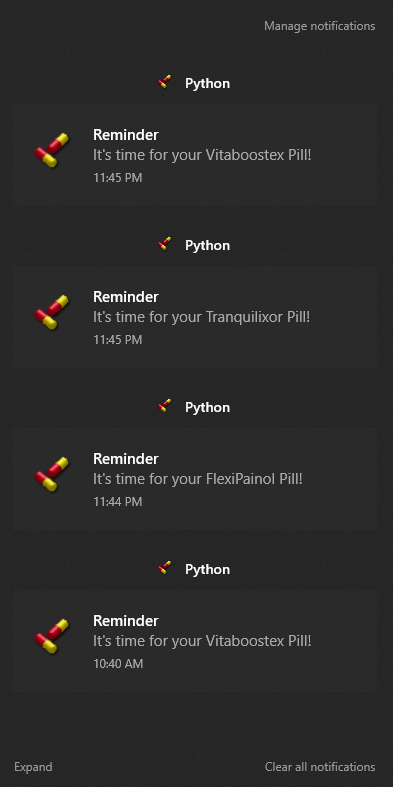 Manage notifications
Python
Reminder
It's time for your Vitaboostex Pill!
11:45 PM
Python
Reminder
It's time for your Tranquilixor Pill!
11:45 PM
Python
Reminder
It's time for your FlexiPainol Pill!
11:44 PM
Python
Reminder
It's time for your Vitaboostex Pill!
10:40 AM
Expand
Clear all notifications